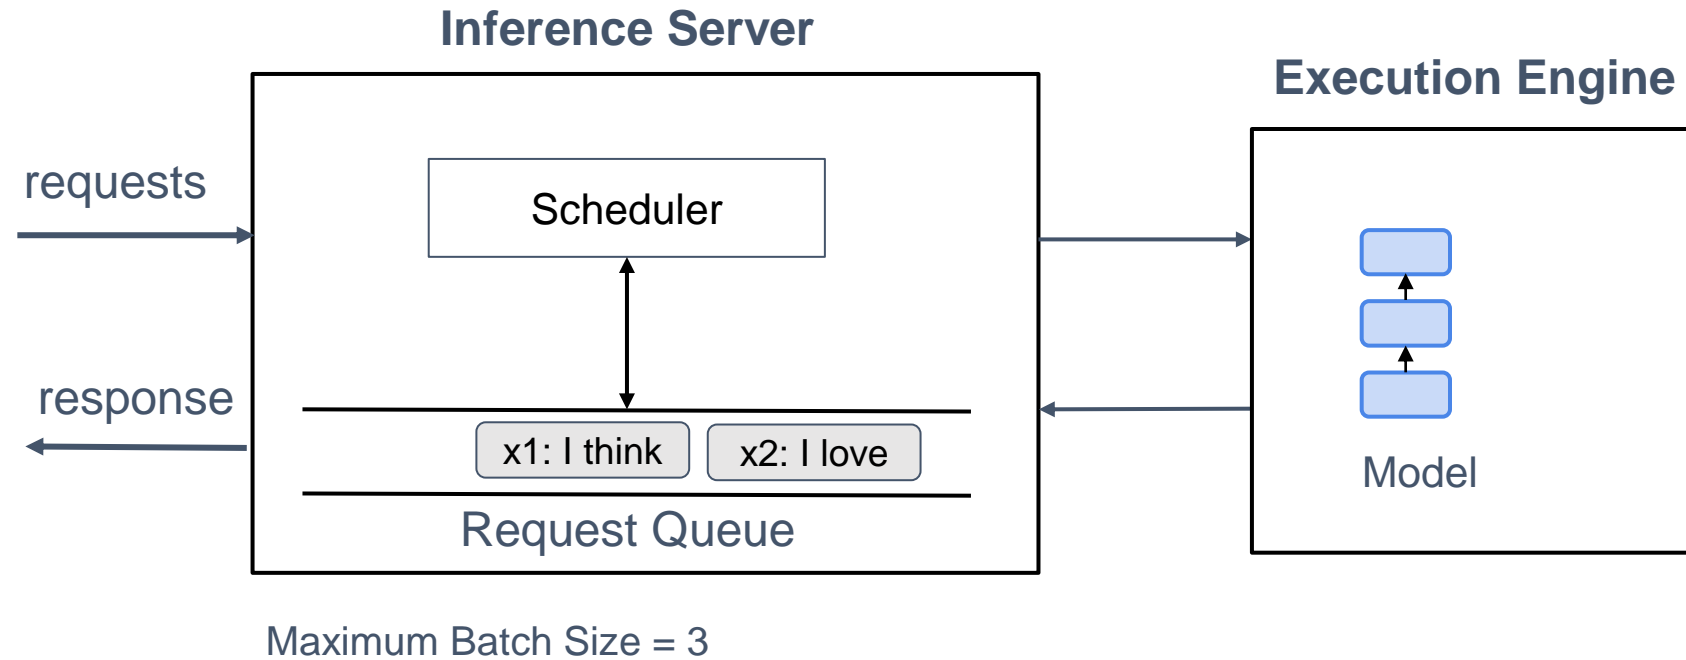 Inference Server
Execution Engine
requests
Scheduler
response
x1: I think
x2: I love
Model
Request Queue
Maximum Batch Size = 3